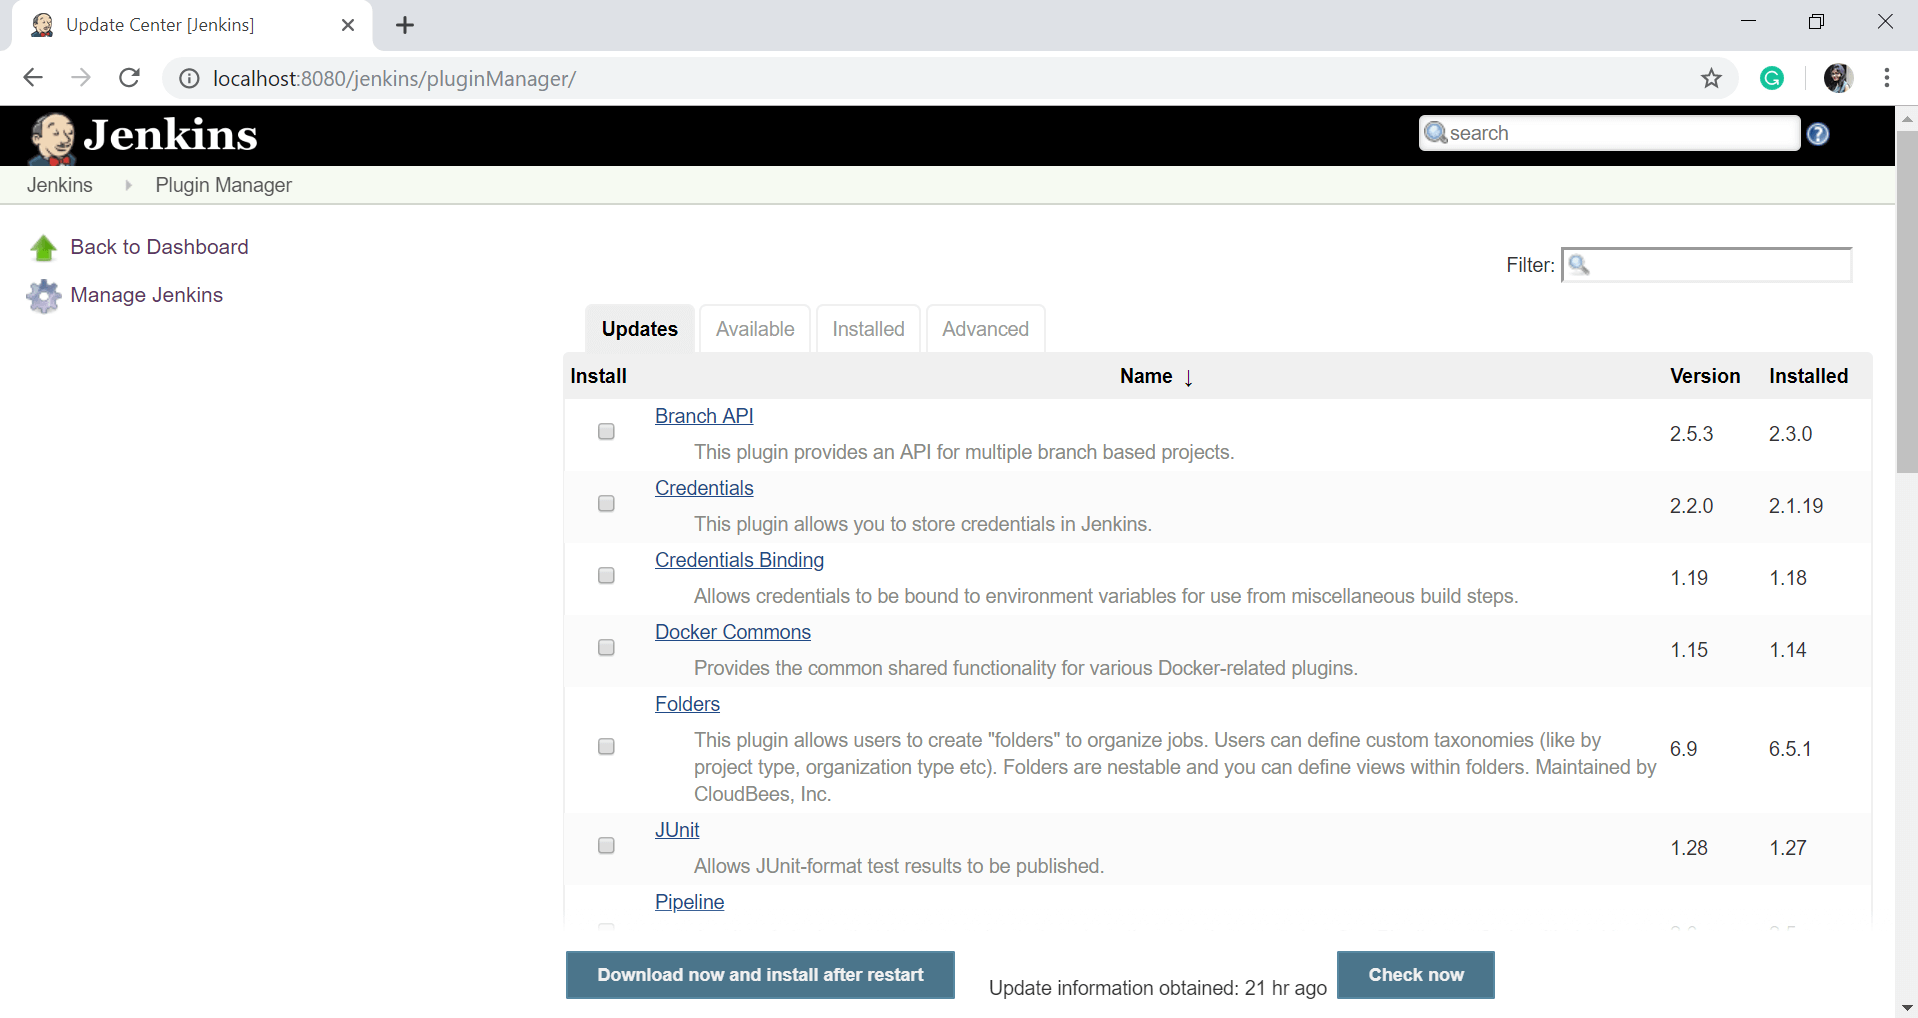 Update Center [Jenkins]
localhost:8080/jenkins/pluginManager/
Jenkins
search
Jenkins
Plugin Manager
Back to Dashboard
Manage Jenkins
Filter:
Updates Available Installed Advanced
Install Name ↓ Version Installed
Branch API
This plugin provides an API for multiple branch based projects.
2.5.3 2.3.0
Credentials
This plugin allows you to store credentials in Jenkins.
2.2.0 2.1.19
Credentials Binding
Allows credentials to be bound to environment variables for use from miscellaneous build steps.
1.19 1.18
Docker Commons
Provides the common shared functionality for various Docker-related plugins.
1.15 1.14
Folders
This plugin allows users to create "folders" to organize jobs. Users can define custom taxonomies (like by
project type, organization type etc). Folders are nestable and you can define views within folders. Maintained by
CloudBees, Inc.
6.9 6.5.1
JUnit
Allows JUnit-format test results to be published.
1.28 1.27
Pipeline
Download now and install after restart
Update information obtained: 21 hr ago
Check now